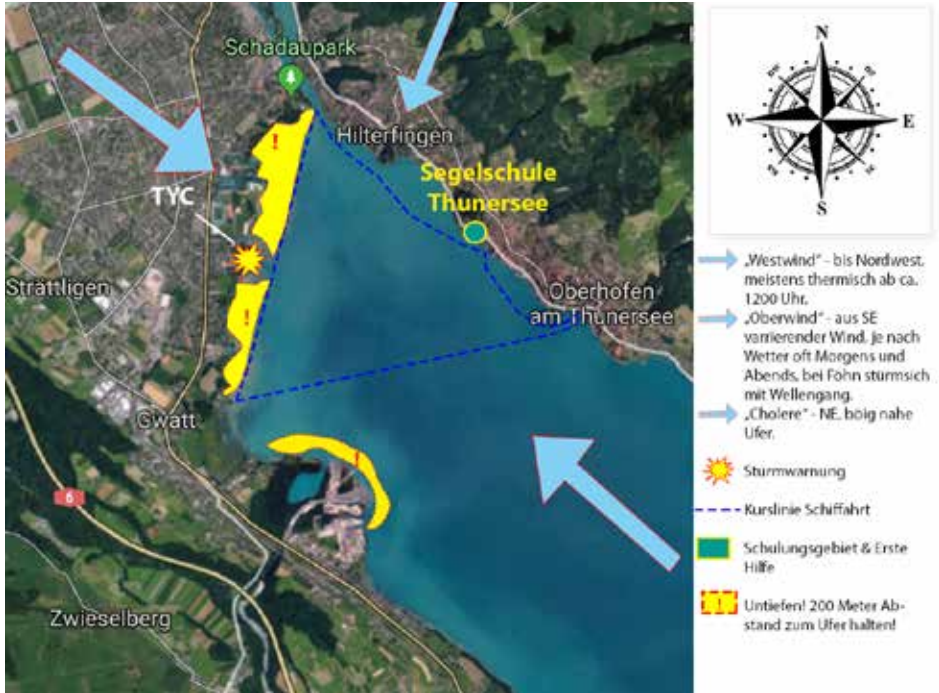 Schadaupark
Hilterfingen
Segelschule
Thunersee
TYC
Strättligen
Oberhofen
am Thunersee
Gwatt
6
Zwieselberg
N
W
E
S
„Westwind“ - bis Nordwest,
meistens thermisch ab ca.
1200 Uhr.
„Oberwind“ - aus SE
varrierender Wind, je nach
Wetter oft Morgens und
Abends, bei Föhn stürmsich
mit Wellengang.
„Cholere“ - NE, böig nahe
Ufer.
Sturmwarnung
Kurslinie Schiffahrt
Schulungsgebiet & Erste
Hilfe
! Untiefen! 200 Meter Ab-
stand zum Ufer halten!
!
!
!